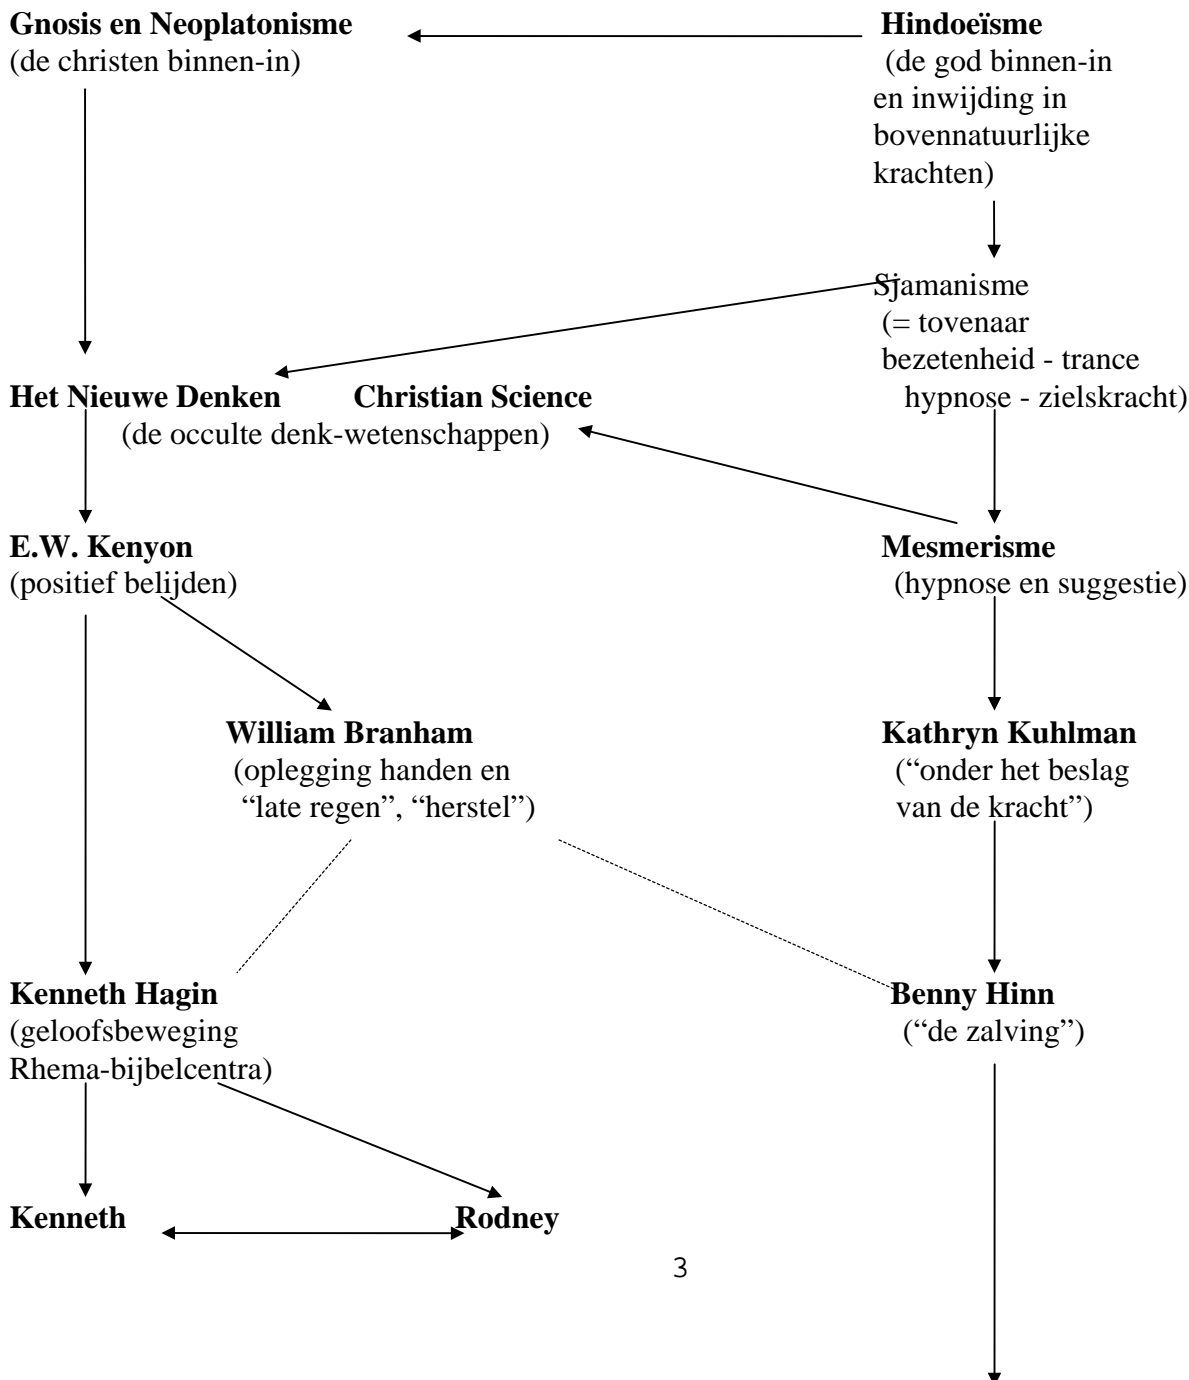 Gnosis en Neoplatonisme
(de christen binnen-in)
Hindoeïsme
(de god binnen-in
en inwijding in
bovennatuurlijke
krachten)
Sjamanisme
(= tovenaar
bezetenheid - trance
hypnose - zielskracht)
Het Nieuwe Denken Christian Science
(de occulte denk-wetenschappen)
E.W. Kenyon
(positief belijden)
Mesmerisme
(hypnose en suggestie)
William Branham
(oplegging handen en
“late regen”, “herstel”)
Kathryn Kuhlman
(“onder het beslag
van de kracht”)
Kenneth Hagin
(geloofsbeweging
Rhema-bijbelcentra)
Benny Hinn
(“de zalving”)
Kenneth
Rodney
3